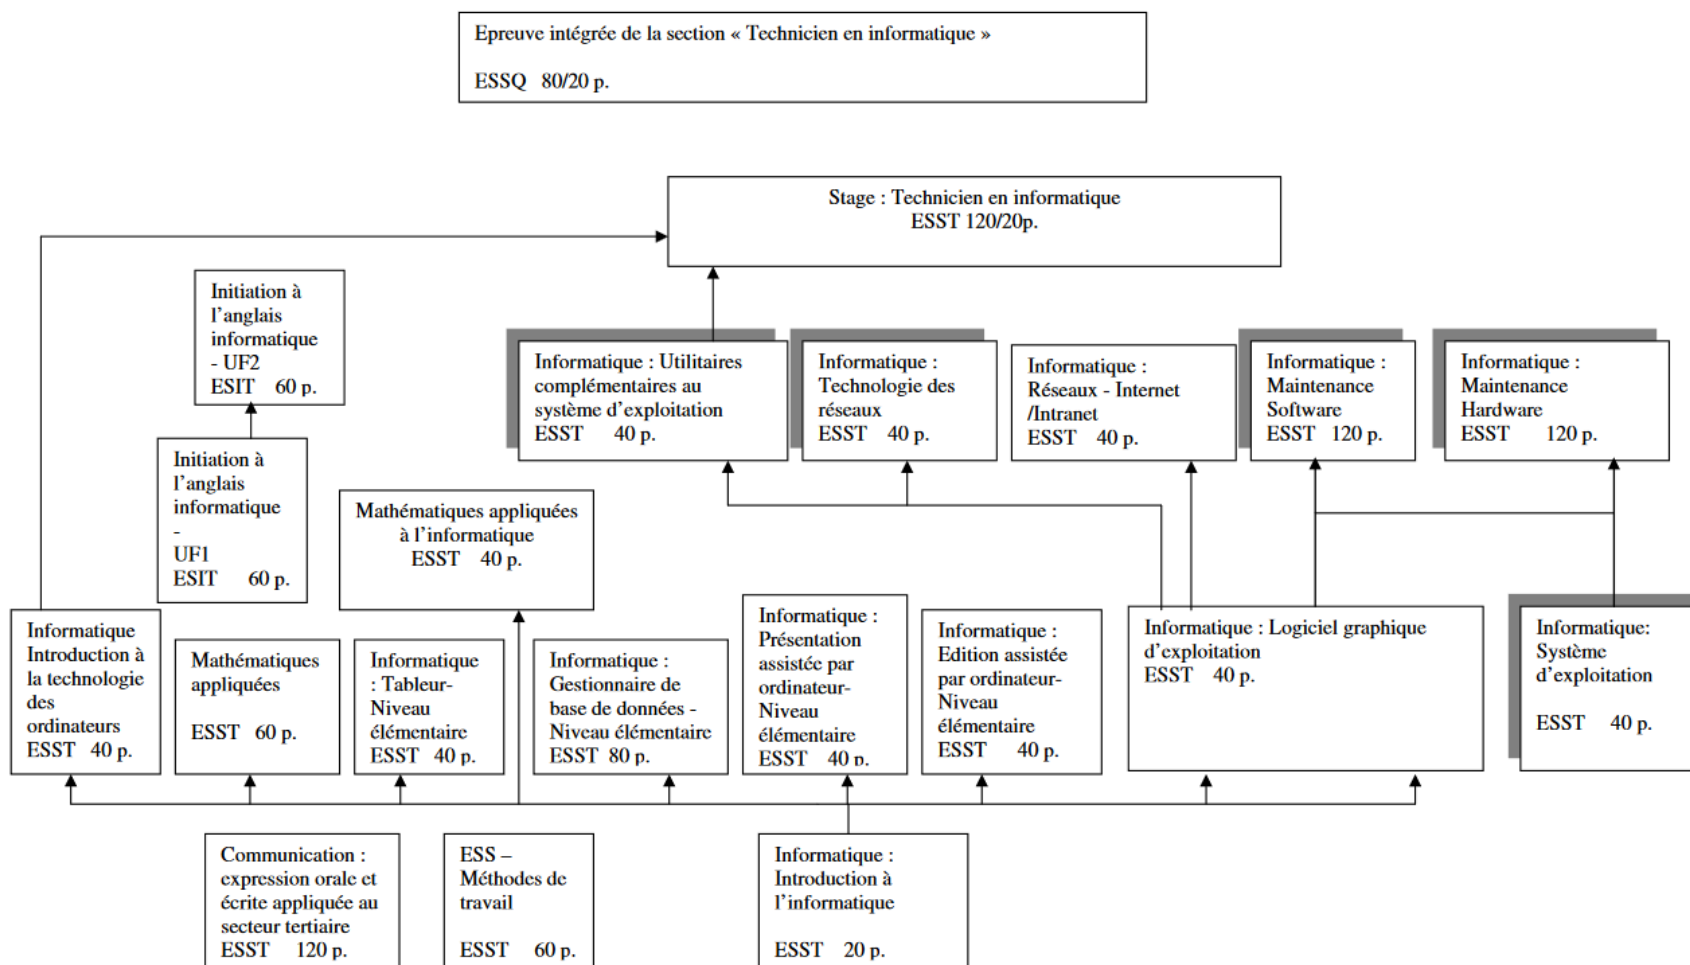 Epreuve intégrée de la section « Technicien en informatique »
ESSQ 80/20 p.
Stage : Technicien en informatique
ESST 120/20p.
Initiation à
l'anglais
informatique
- UF2
ESIT 60 p.
Informatique : Utilitaires
complémentaires au
système d'exploitation
ESST 40 p.
Informatique :
Technologie des
réseaux
ESST 40 p.
Informatique :
Réseaux - Internet
/Intranet
ESST 40 p.
Informatique :
Maintenance
Software
ESST 120 p.
Informatique :
Maintenance
Hardware
ESST 120 p.
Initiation à
l'anglais
informatique
-
UF1
ESIT 60 p.
Mathématiques appliquées
à l'informatique
ESST 40 p.
Informatique
Introduction à
la technologie
des
ordinateurs
ESST 40 p.
Mathématiques
appliquées
ESST 60 p.
Informatique
: Tableur-
Niveau
élémentaire
ESST 40 p.
Informatique :
Gestionnaire de
base de données -
Niveau élémentaire
ESST 80 p.
Informatique :
Présentation
assistée par
ordinateur-
Niveau
élémentaire
ESST 40 p.
Informatique :
Edition assistée
par ordinateur-
Niveau
élémentaire
ESST 40 p.
Informatique : Logiciel graphique
d'exploitation
ESST 40 p.
Informatique:
Système
d'exploitation
ESST 40 p.
Communication :
expression orale et
écrite appliquée au
secteur tertiaire
ESST 120 p.
ESS –
Méthodes de
travail
ESST 60 p.
Informatique :
Introduction à
l'informatique
ESST 20 p.